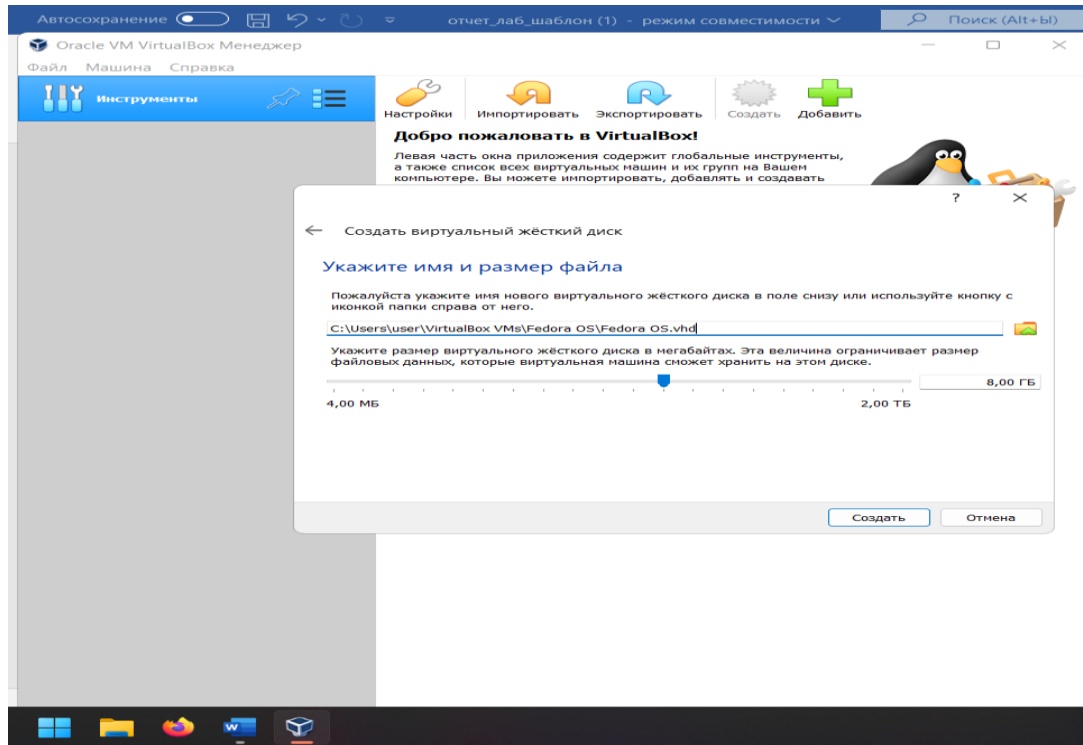 Автосохранение
отчет_лаб_шаблон (1) - режим совместимости
Поиск (Alt+Ы)
Oracle VM VirtualBox Менеджер
Файл Машина Справка
Инструменты
Настройки Импортировать Экспортировать Создать Добавить
Добро пожаловать в VirtualBox!
Левая часть окна приложения содержит глобальные инструменты,
а также список всех виртуальных машин и их групп на Вашем
компьютере. Вы можете импортировать, добавлять и создавать
?
Создать виртуальный жёсткий диск
Укажите имя и размер файла
Пожалуйста укажите имя нового виртуального жёсткого диска в поле снизу или используйте кнопку с
иконкой папки справа от него.
C:\Users\user\VirtualBox VMs\Fedora OS\Fedora OS.vhd
Укажите размер виртуального жёсткого диска в мегабайтах. Эта величина ограничивает размер
файловых данных, которые виртуальная машина сможет хранить на этом диске.
8,00 ГБ
4,00 МБ 2,00 ТБ
Создать Отмена
W